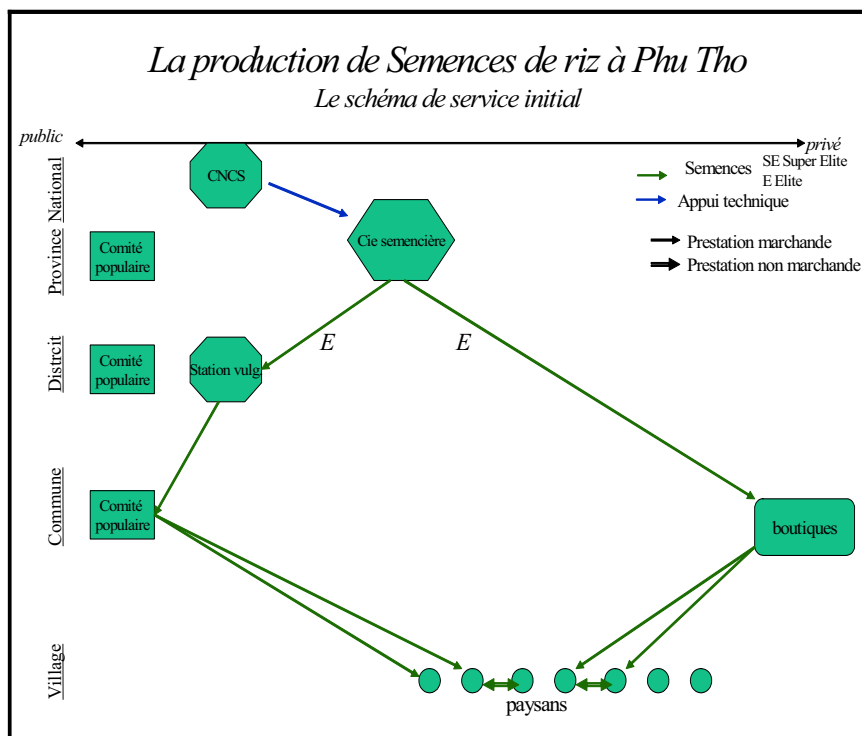 La production de Semences de riz à Phu Tho
Le schéma de service initial
public
privé
National
CNCS
Semences
SE Super Elite
E Elite
Appui technique
Province
Comité
populaire
Cie semencière
Prestation marchande
Prestation non marchande
E
E
Distrcit
Comité
populaire
Station vulg
Commune
Comité
populaire
boutiques
Village
paysans